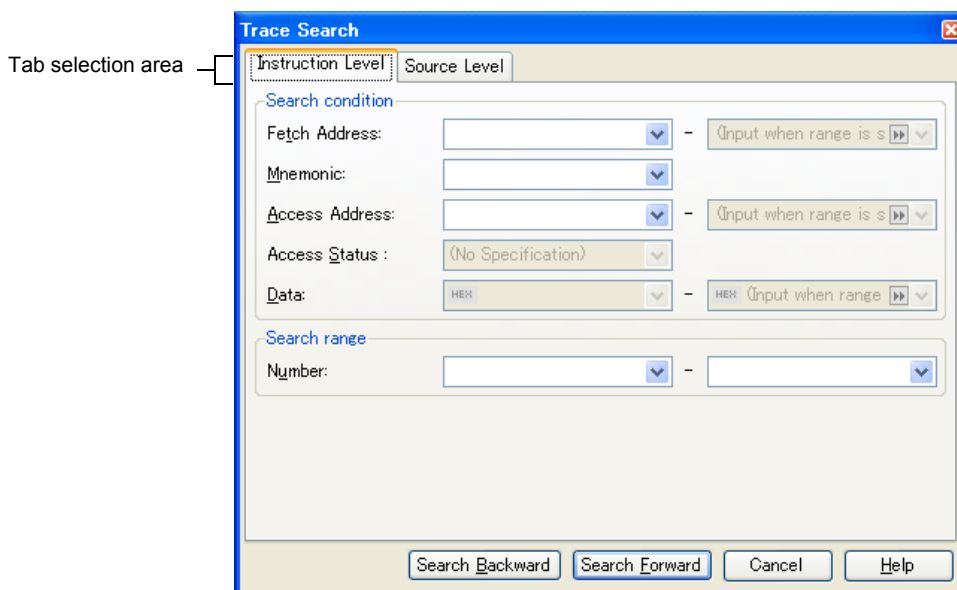 Trace Search
Tab selection area
Instruction Level Source Level
Search condition
Fetch Address: - (Input when range is s
Mnemonic:
Access Address: - (Input when range is s
Access Status : (No Specification)
Data: HEX - HEX (Input when range
Search range
Number: -
Search Backward Search Forward Cancel Help